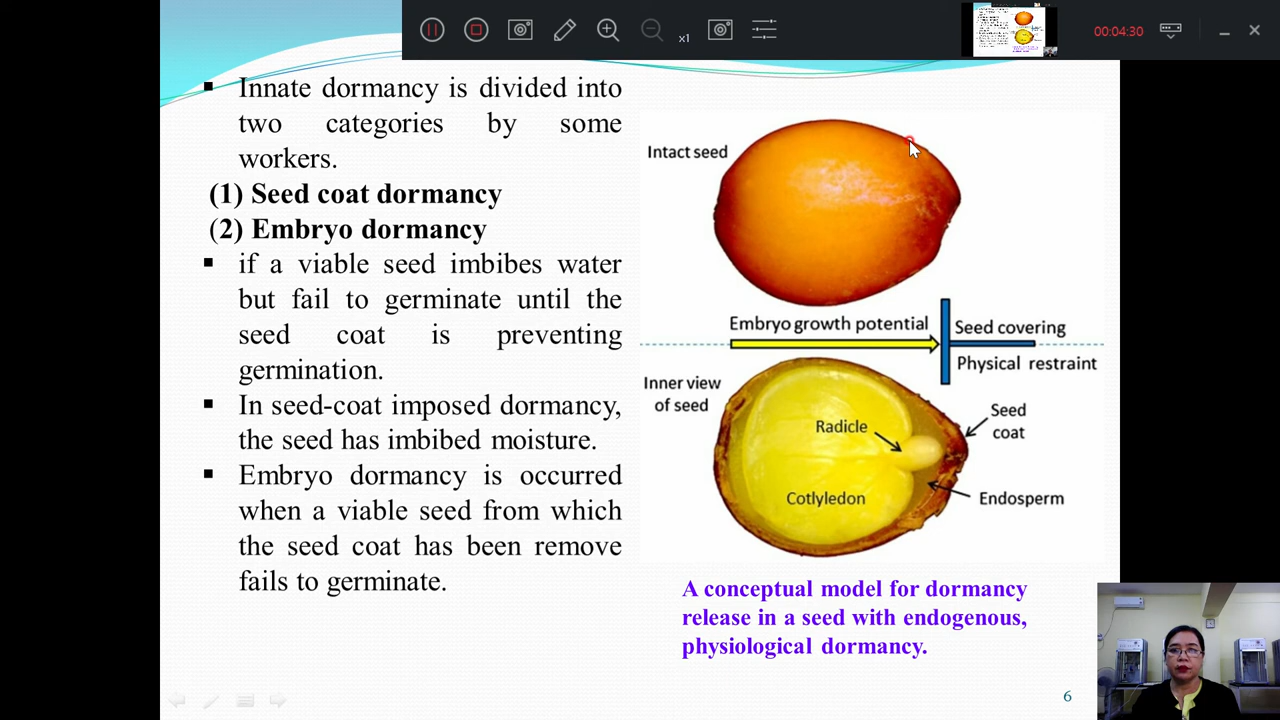 x1
00:04:30
▪ Innate dormancy is divided into
two categories by some
workers.
(1) Seed coat dormancy
(2) Embryo dormancy
▪ if a viable seed imbibes water
but fail to germinate until the
seed coat is preventing
germination.
▪ In seed-coat imposed dormancy,
the seed has imbibed moisture.
▪ Embryo dormancy is occurred
when a viable seed from which
the seed coat has been remove
fails to germinate.
Intact seed
Embryo growth potential
Seed covering
Physical restraint
Inner view
of seed
Radicle
Seed
coat
Cotlyledon
Endosperm
A conceptual model for dormancy
release in a seed with endogenous,
physiological dormancy.
6